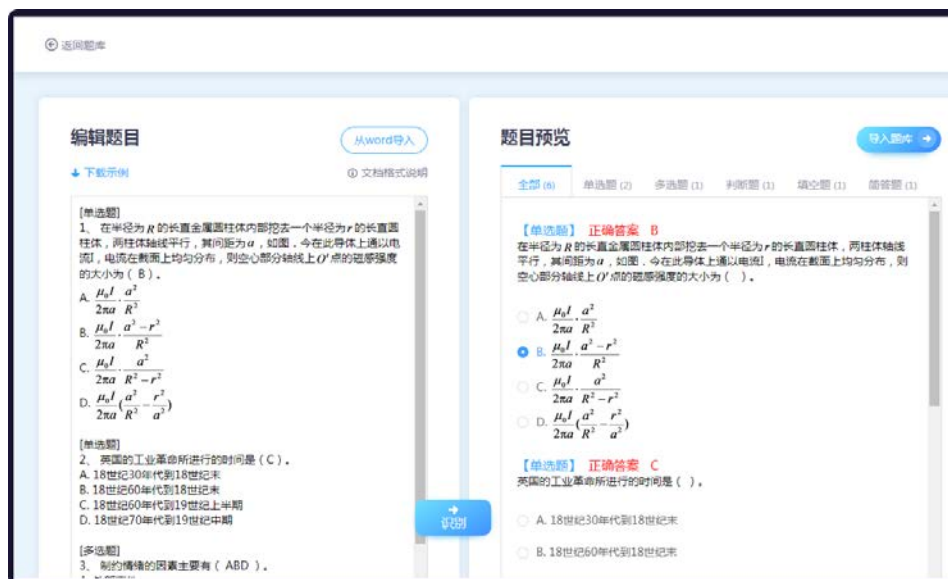 返回题库
编辑题目
从word导入
下载示例
文档格式说明
[单选题]
1、 在半径为 R 的长直金属圆柱体内部挖去一个半径为 r 的长直圆
柱体，两柱体轴线平行，其间距为 a ，如图，今在此导体上通以电
流I，电流在截面上均匀分布，则空心部分轴线上 O' 点的磁感强度
的大小为（ B）。
A. μ₀I/2πa · a²/R²
B. μ₀I/2πa · a²−r²/R²
C. μ₀I/2πa · a²/R²−r²
D. μ₀I/2πa (a²/R² − r²/a²)
[单选题]
2、 英国的工业革命所进行的时间是（C）。
A. 18世纪30年代到18世纪末
B. 18世纪60年代到18世纪末
C. 18世纪60年代到19世纪上半期
D. 18世纪70年代到19世纪中期
[多选题]
3、 制约情绪的因素主要有（ ABD ）。
识别
题目预览
导入题库
全部 (6) 单选题 (2) 多选题 (1) 判断题 (1) 填空题 (1) 简答题 (1)
【单选题】 正确答案 B
在半径为 R 的长直金属圆柱体内部挖去一个半径为 r 的长直圆柱体，两柱体轴线
平行，其间距为 a ，如图，今在此导体上通以电流I，电流在截面上均匀分布，则
空心部分轴线上 O' 点的磁感强度的大小为（ ）。
A. μ₀I/2πa · a²/R²
B. μ₀I/2πa · a²−r²/R²
C. μ₀I/2πa · a²/R²−r²
D. μ₀I/2πa (a²/R² − r²/a²)
【单选题】 正确答案 C
英国的工业革命所进行的时间是（ ）。
A. 18世纪30年代到18世纪末
B. 18世纪60年代到18世纪末